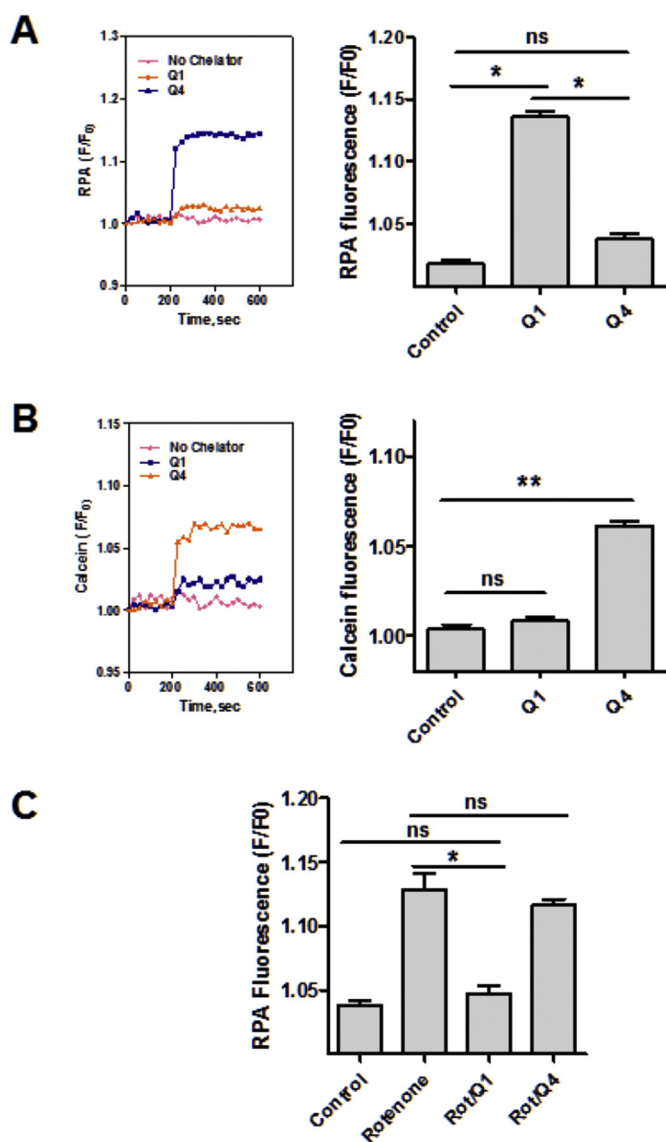 A
No Chelator
Q1
Q4
RPA (F/F0)
1.3
1.2
1.1
1.0
0.9
0
200
400
600
Time,sec
RPA fluorescence (F/F0)
1.20
1.15
1.10
1.05
ns
*
*
Control
Q1
Q4
B
No Chelator
Q1
Q4
Calcein (F/F0)
1.15
1.10
1.05
1.00
0.95
0
200
400
600
Time,sec
Calcein fluorescence (F/F0)
1.10
1.05
1.00
**
ns
Control
Q1
Q4
C
RPA Fluorescence (F/F0)
1.20
1.15
1.10
1.05
ns
ns
*
Control
Rotenone
Rot/Q1
Rot/Q4